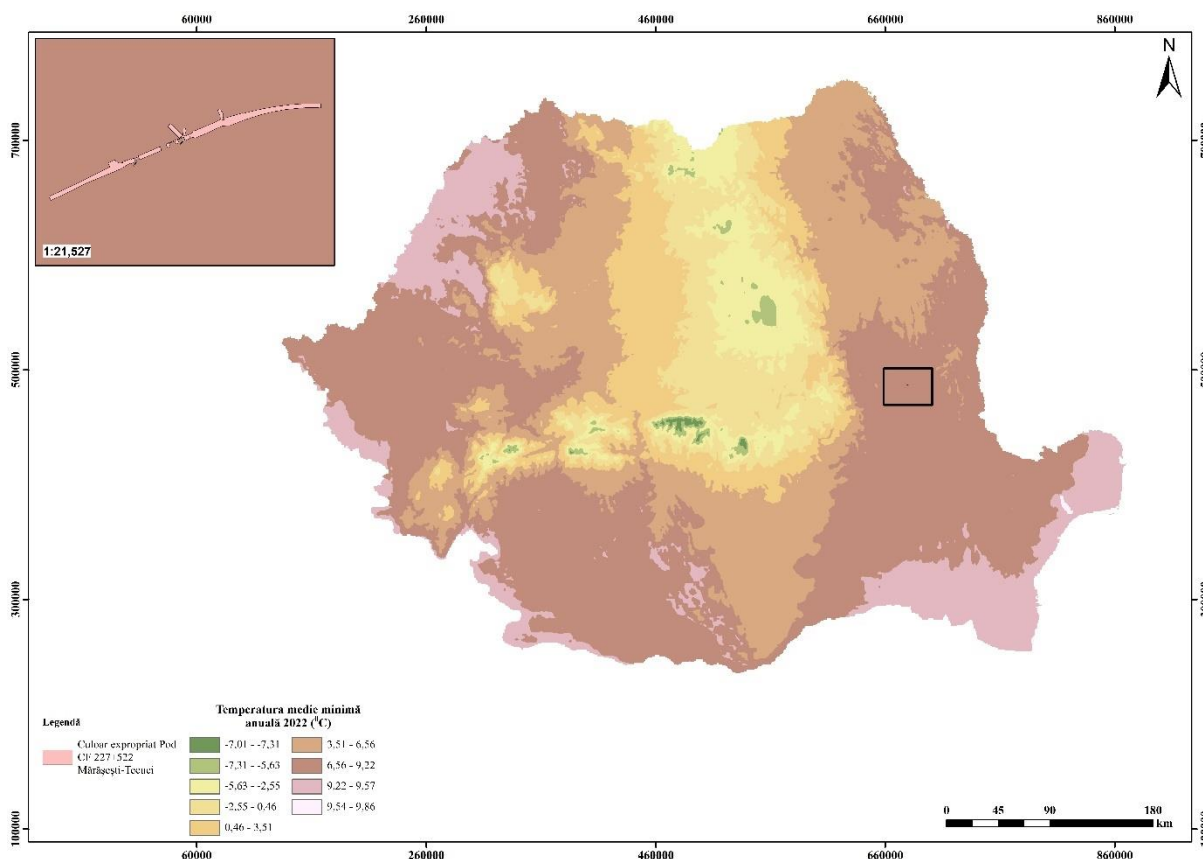 60000 260000 460000 660000 860000
N
1:21,527
700000
500000
300000
100000
Legendă
Culoar expropriat Pod
CF 227+522
Mărășești-Tecuci
Temperatura medie minimă
anuală 2022 (⁰C)
-7,01 - -7,31
-7,31 - -5,63
-5,63 - -2,55
-2,55 - 0,46
0,46 - 3,51
3,51 - 6,56
6,56 - 9,22
9,22 - 9,57
9,54 - 9,86
0 45 90 180
km
60000 260000 460000 660000 860000